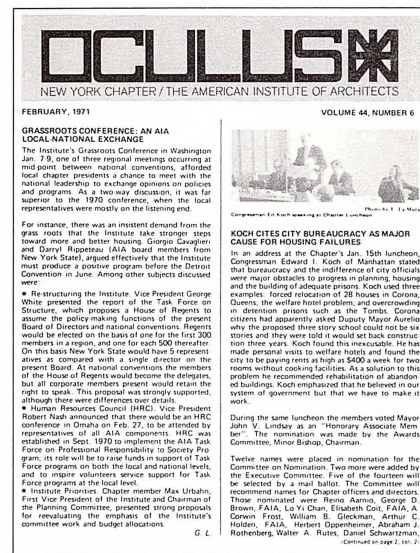 OCULUS
NEW YORK CHAPTER / THE AMERICAN INSTITUTE OF ARCHITECTS
FEBRUARY, 1971
VOLUME 44, NUMBER 6
GRASSROOTS CONFERENCE: AN AIA
LOCAL-NATIONAL EXCHANGE
The Institute's Grassroots Conference in Washington
Jan. 7-9, one of three regional meetings occurring at
mid-point between national conventions, afforded
local chapter presidents a chance to meet with the
national leadership to exchange opinions on policies
and programs. As a two-way discussion, it was far
superior to the 1970 conference, when the local
representatives were mostly on the listening end.
For instance, there was an insistent demand from the
grass roots that the Institute take stronger steps
toward more and better housing. Giorgio Cavaglieri
and Darryl Rippeteau (AIA board members from
New York State), argued effectively that the Institute
must produce a positive program before the Detroit
Convention in June. Among other subjects discussed
were:
• Re-structuring the Institute. Vice President George
White presented the report of the Task Force on
Structure, which proposes a House of Regents to
assume the policy-making functions of the present
Board of Directors and national conventions. Regents
would be elected on the basis of one for the first 300
members in a region, and one for each 500 thereafter.
On this basis New York State would have 5 represent-
atives as compared with a single director on the
present Board. At national conventions the members
of the House of Regents would become the delegates,
but all corporate members present would retain the
right to speak. This proposal was strongly supported,
although there were differences over details.
• Human Resources Council (HRC). Vice President
Robert Nash announced that there would be an HRC
conference in Omaha on Feb. 27, to be attended by
representatives of all AIA components. HRC was
established in Sept. 1970 to implement the AIA Task
Force on Professional Responsibility to Society Pro-
gram; its role will be to raise funds in support of Task
Force programs on both the local and national levels,
and to inspire volunteers service support for Task
Force programs at the local level.
• Institute Priorities. Chapter member Max Urbahn,
First Vice President of the Institute and Chairman of
the Planning Committee, presented strong proposals
for reevaluating the emphasis of the Institute's
committee work and budget allocations.
G. L.
Photo by F. La
Congressman Ed Koch speaking at Chapter Luncheon
KOCH CITES CITY BUREAUCRACY AS MAJOR
CAUSE FOR HOUSING FAILURES
In an address at the Chapter's Jan. 15th luncheon,
Congressman Edward I. Koch of Manhattan stated
that bureaucracy and the indifference of city officials
were major obstacles to progress in planning, housing
and the building of adequate prisons. Koch used three
examples: forced relocation of 28 houses in Corona,
Queens; the welfare hotel problem; and overcrowding
in detention prisons such as the Tombs. Corona
citizens had apparently asked Deputy Mayor Aurelio
why the proposed three story school could not be six
stories and they were told it would set back construc-
tion three years. Koch found this inexcusable. He has
made personal visits to welfare hotels and found the
city to be paying rents as high as $400 a week for two
rooms without cooking facilities. As a solution to this
problem he recommended rehabilitation of abandon-
ed buildings. Koch emphasized that he believed in our
system of government but that we have to make it
work.
During the same luncheon the members voted Mayor
John V. Lindsay as an "Honorary Associate Mem-
ber". The nomination was made by the Awards
Committee, Minor Bishop, Chairman.
Twelve names were placed in nomination for the
Committee on Nomination. Two more were added by
the Executive Committee. Five of the fourteen will
be selected by a mail ballot. The Committee will
recommend names for Chapter officers and directors.
Those nominated were Reino Aarnio, George D.
Brown, FAIA, Lo Yi Chan, Elisabeth Coit, FAIA, A.
Corwin Frost, William B. Gleckman, Arthur C.
Holden, FAIA, Herbert Oppenheimer, Abraham J.
Rothenberg, Walter A. Rutes, Daniel Schwartzman,
(Continued on page 2, col. 2)